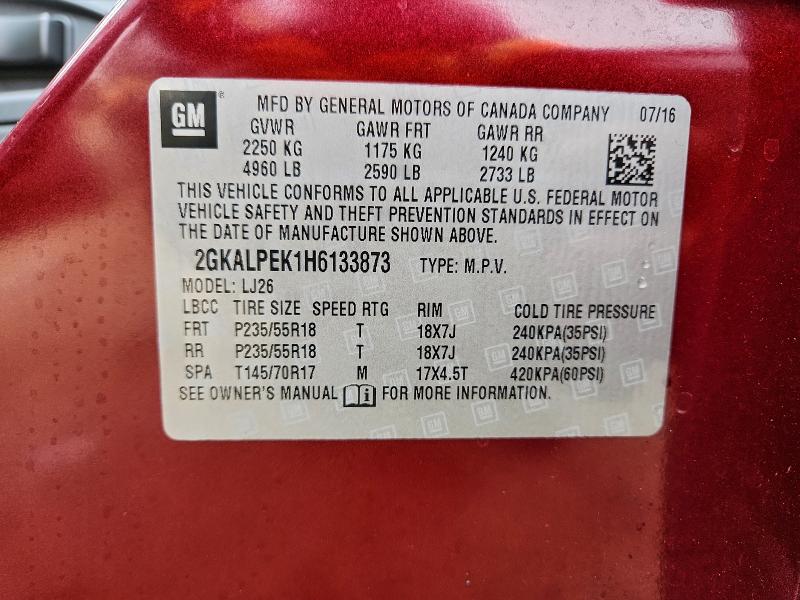 GM
MFD BY GENERAL MOTORS OF CANADA COMPANY 07/16
GVWR GAWR FRT GAWR RR
2250 KG 1175 KG 1240 KG
4960 LB 2590 LB 2733 LB
THIS VEHICLE CONFORMS TO ALL APPLICABLE U.S. FEDERAL MOTOR
VEHICLE SAFETY AND THEFT PREVENTION STANDARDS IN EFFECT ON
THE DATE OF MANUFACTURE SHOWN ABOVE.
2GKALPEK1H6133873 TYPE: M.P.V.
MODEL: LJ26
LBCC TIRE SIZE SPEED RTG RIM COLD TIRE PRESSURE
FRT P235/55R18 T 18X7J 240KPA(35PSI)
RR P235/55R18 T 18X7J 240KPA(35PSI)
SPA T145/70R17 M 17X4.5T 420KPA(60PSI)
SEE OWNER'S MANUAL FOR MORE INFORMATION.